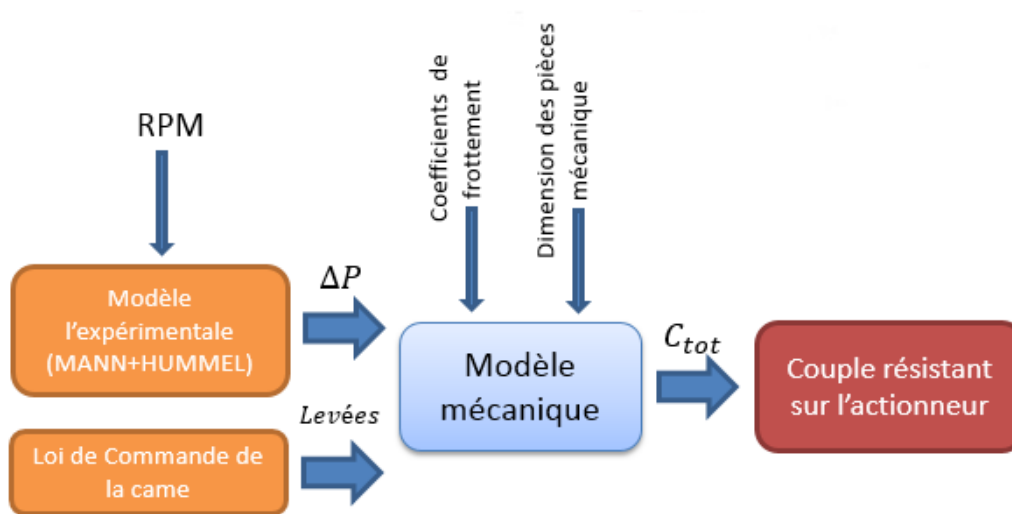 RPM
Coefficients de
frottement
Dimension des pièces
mécanique
Modèle
l'expérimentale
(MANN+HUMMEL)
ΔP
Modèle
mécanique
C_tot
Couple résistant
sur l'actionneur
Levées
Loi de Commande de
la came